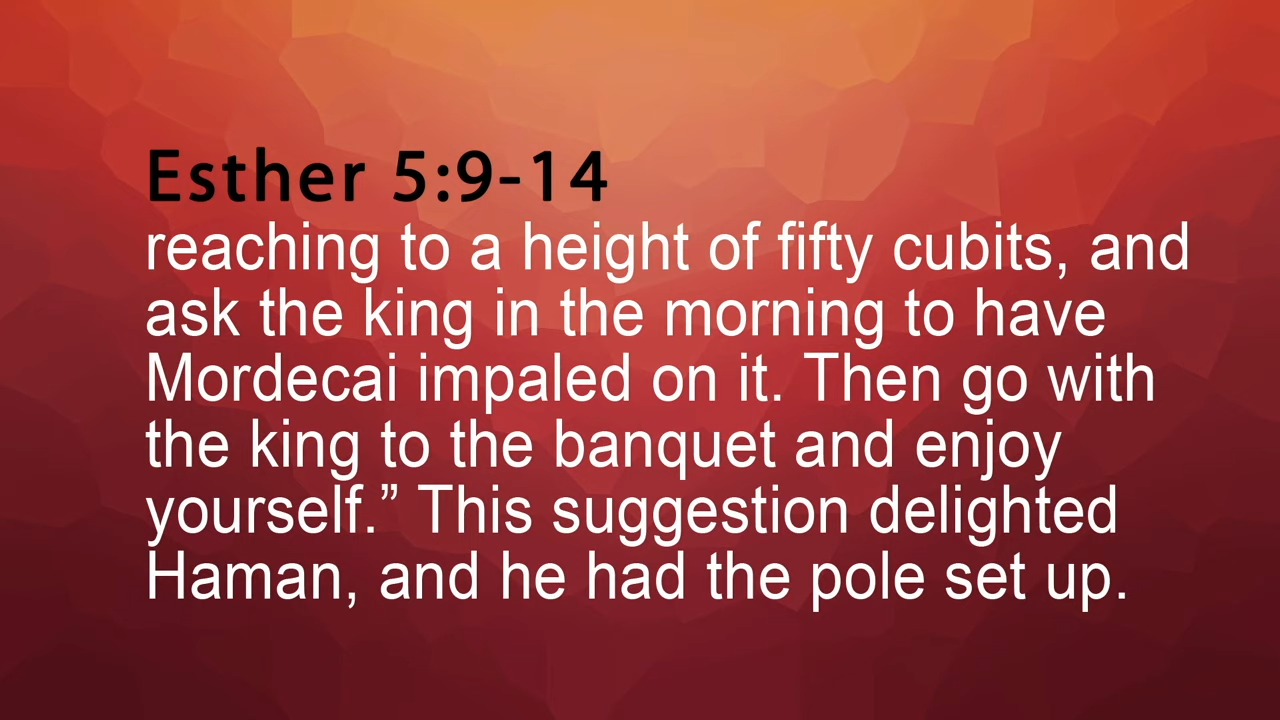 Esther 5:9-14
reaching to a height of fifty cubits, and
ask the king in the morning to have
Mordecai impaled on it. Then go with
the king to the banquet and enjoy
yourself.” This suggestion delighted
Haman, and he had the pole set up.